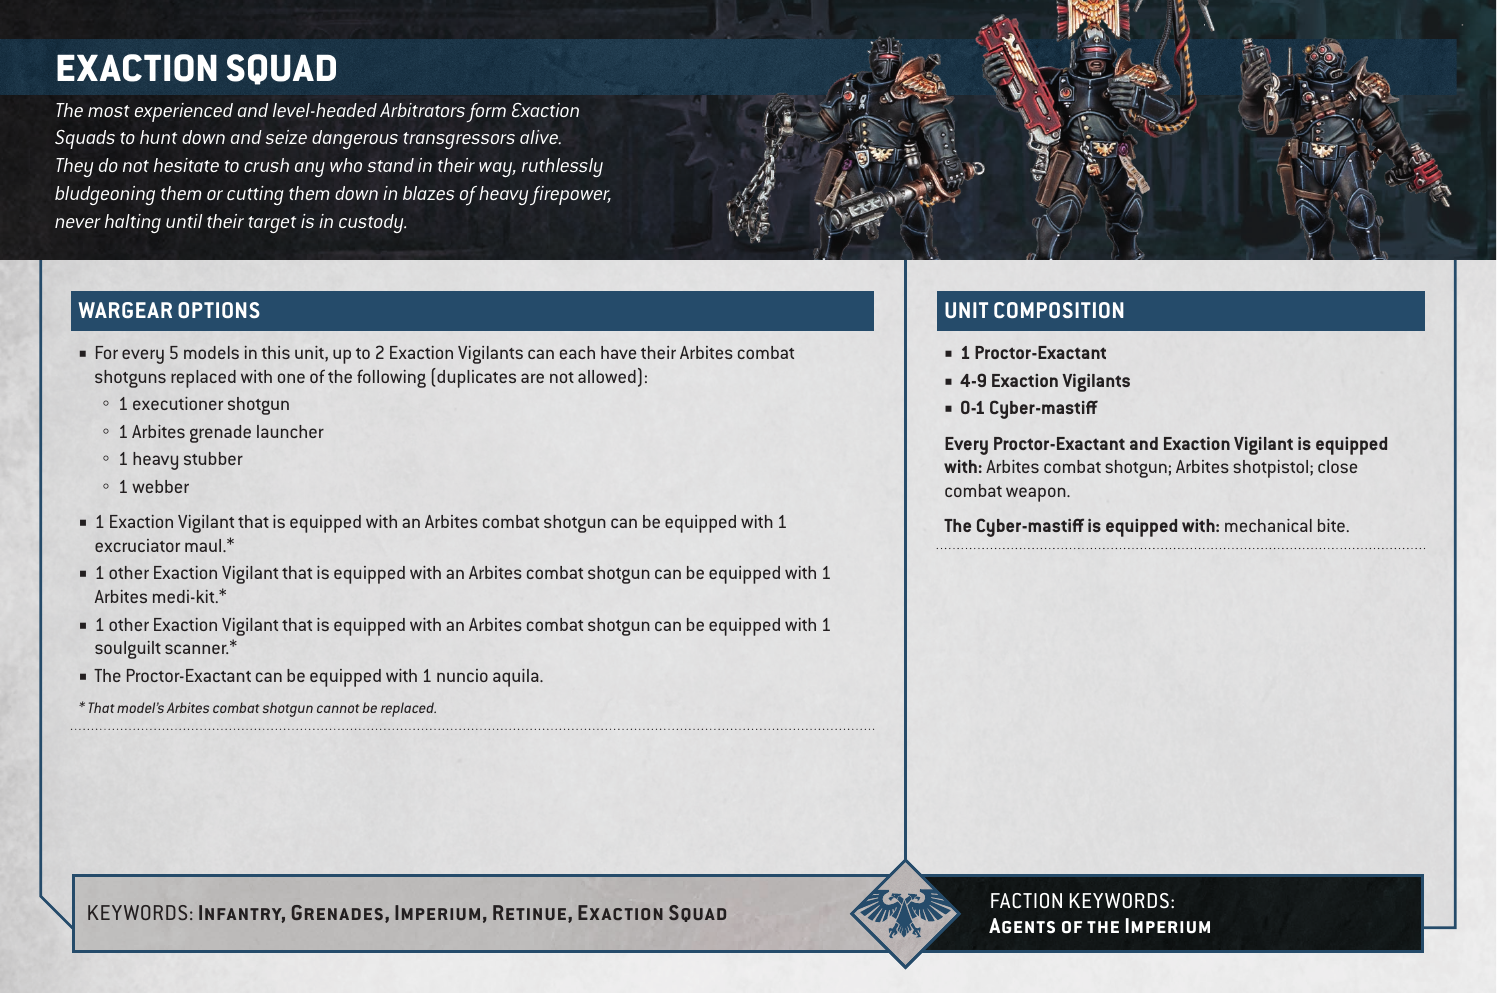 EXACTION SQUAD
The most experienced and level-headed Arbitrators form Exaction
Squads to hunt down and seize dangerous transgressors alive.
They do not hesitate to crush any who stand in their way, ruthlessly
bludgeoning them or cutting them down in blazes of heavy firepower,
never halting until their target is in custody.
WARGEAR OPTIONS
■ For every 5 models in this unit, up to 2 Exaction Vigilants can each have their Arbites combat
shotguns replaced with one of the following (duplicates are not allowed):
◦ 1 executioner shotgun
◦ 1 Arbites grenade launcher
◦ 1 heavy stubber
◦ 1 webber
■ 1 Exaction Vigilant that is equipped with an Arbites combat shotgun can be equipped with 1
excruciator maul.*
■ 1 other Exaction Vigilant that is equipped with an Arbites combat shotgun can be equipped with 1
Arbites medi-kit.*
■ 1 other Exaction Vigilant that is equipped with an Arbites combat shotgun can be equipped with 1
soulguilt scanner.*
■ The Proctor-Exactant can be equipped with 1 nuncio aquila.
* That model's Arbites combat shotgun cannot be replaced.
UNIT COMPOSITION
■ 1 Proctor-Exactant
■ 4-9 Exaction Vigilants
■ 0-1 Cyber-mastiff
Every Proctor-Exactant and Exaction Vigilant is equipped
with: Arbites combat shotgun; Arbites shotpistol; close
combat weapon.
The Cyber-mastiff is equipped with: mechanical bite.
KEYWORDS: Infantry, Grenades, Imperium, Retinue, Exaction Squad
FACTION KEYWORDS:
Agents of the Imperium